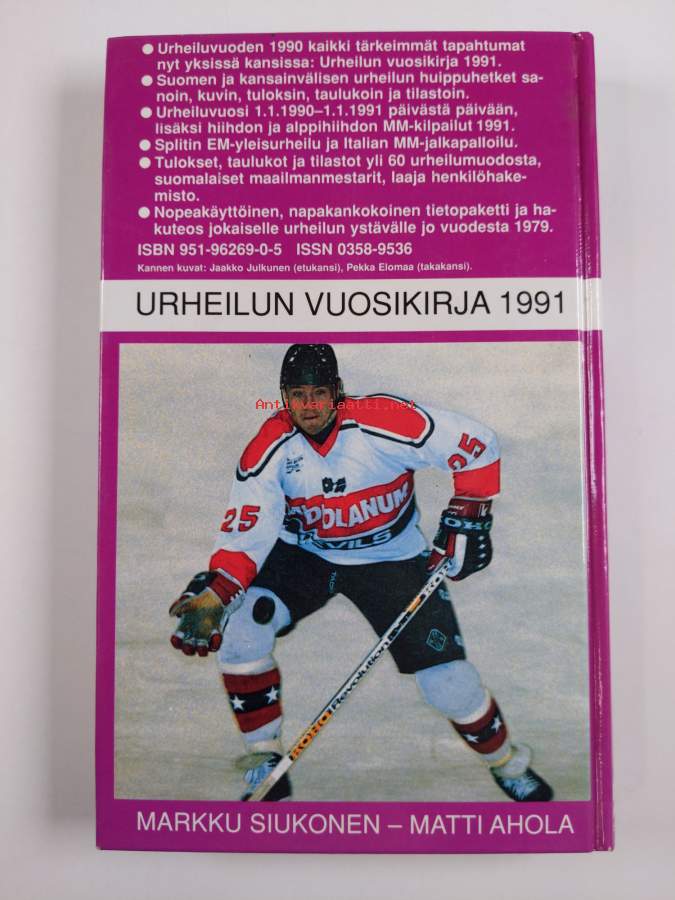 ● Urheiluvuoden 1990 kaikki tärkeimmät tapahtumat
nyt yksissä kansissa: Urheilun vuosikirja 1991.
● Suomen ja kansainvälisen urheilun huippuhetket sa-
noin, kuvin, tuloksin, taulukoin ja tilastoin.
● Urheiluvuosi 1.1.1990–1.1.1991 päivästä päivään,
lisäksi hiihdon ja alppihiihdon MM-kilpailut 1991.
● Splitin EM-yleisurheilu ja Italian MM-jalkapalloilu.
● Tulokset, taulukot ja tilastot yli 60 urheilumuodosta,
suomalaiset maailmanmestarit, laaja henkilöhake-
misto.
● Nopeakäyttöinen, napakankokoinen tietopaketti ja ha-
kuteos jokaiselle urheilun ystävälle jo vuodesta 1979.
ISBN 951-96269-0-5 ISSN 0358-9536
Kannen kuvat: Jaakko Julkunen (etukansi), Pekka Elomaa (takakansi).
URHEILUN VUOSIKIRJA 1991
Antikvariaatti.net
25
25
DOLANUM
EVILS
KOHO Revolution
MARKKU SIUKONEN – MATTI AHOLA